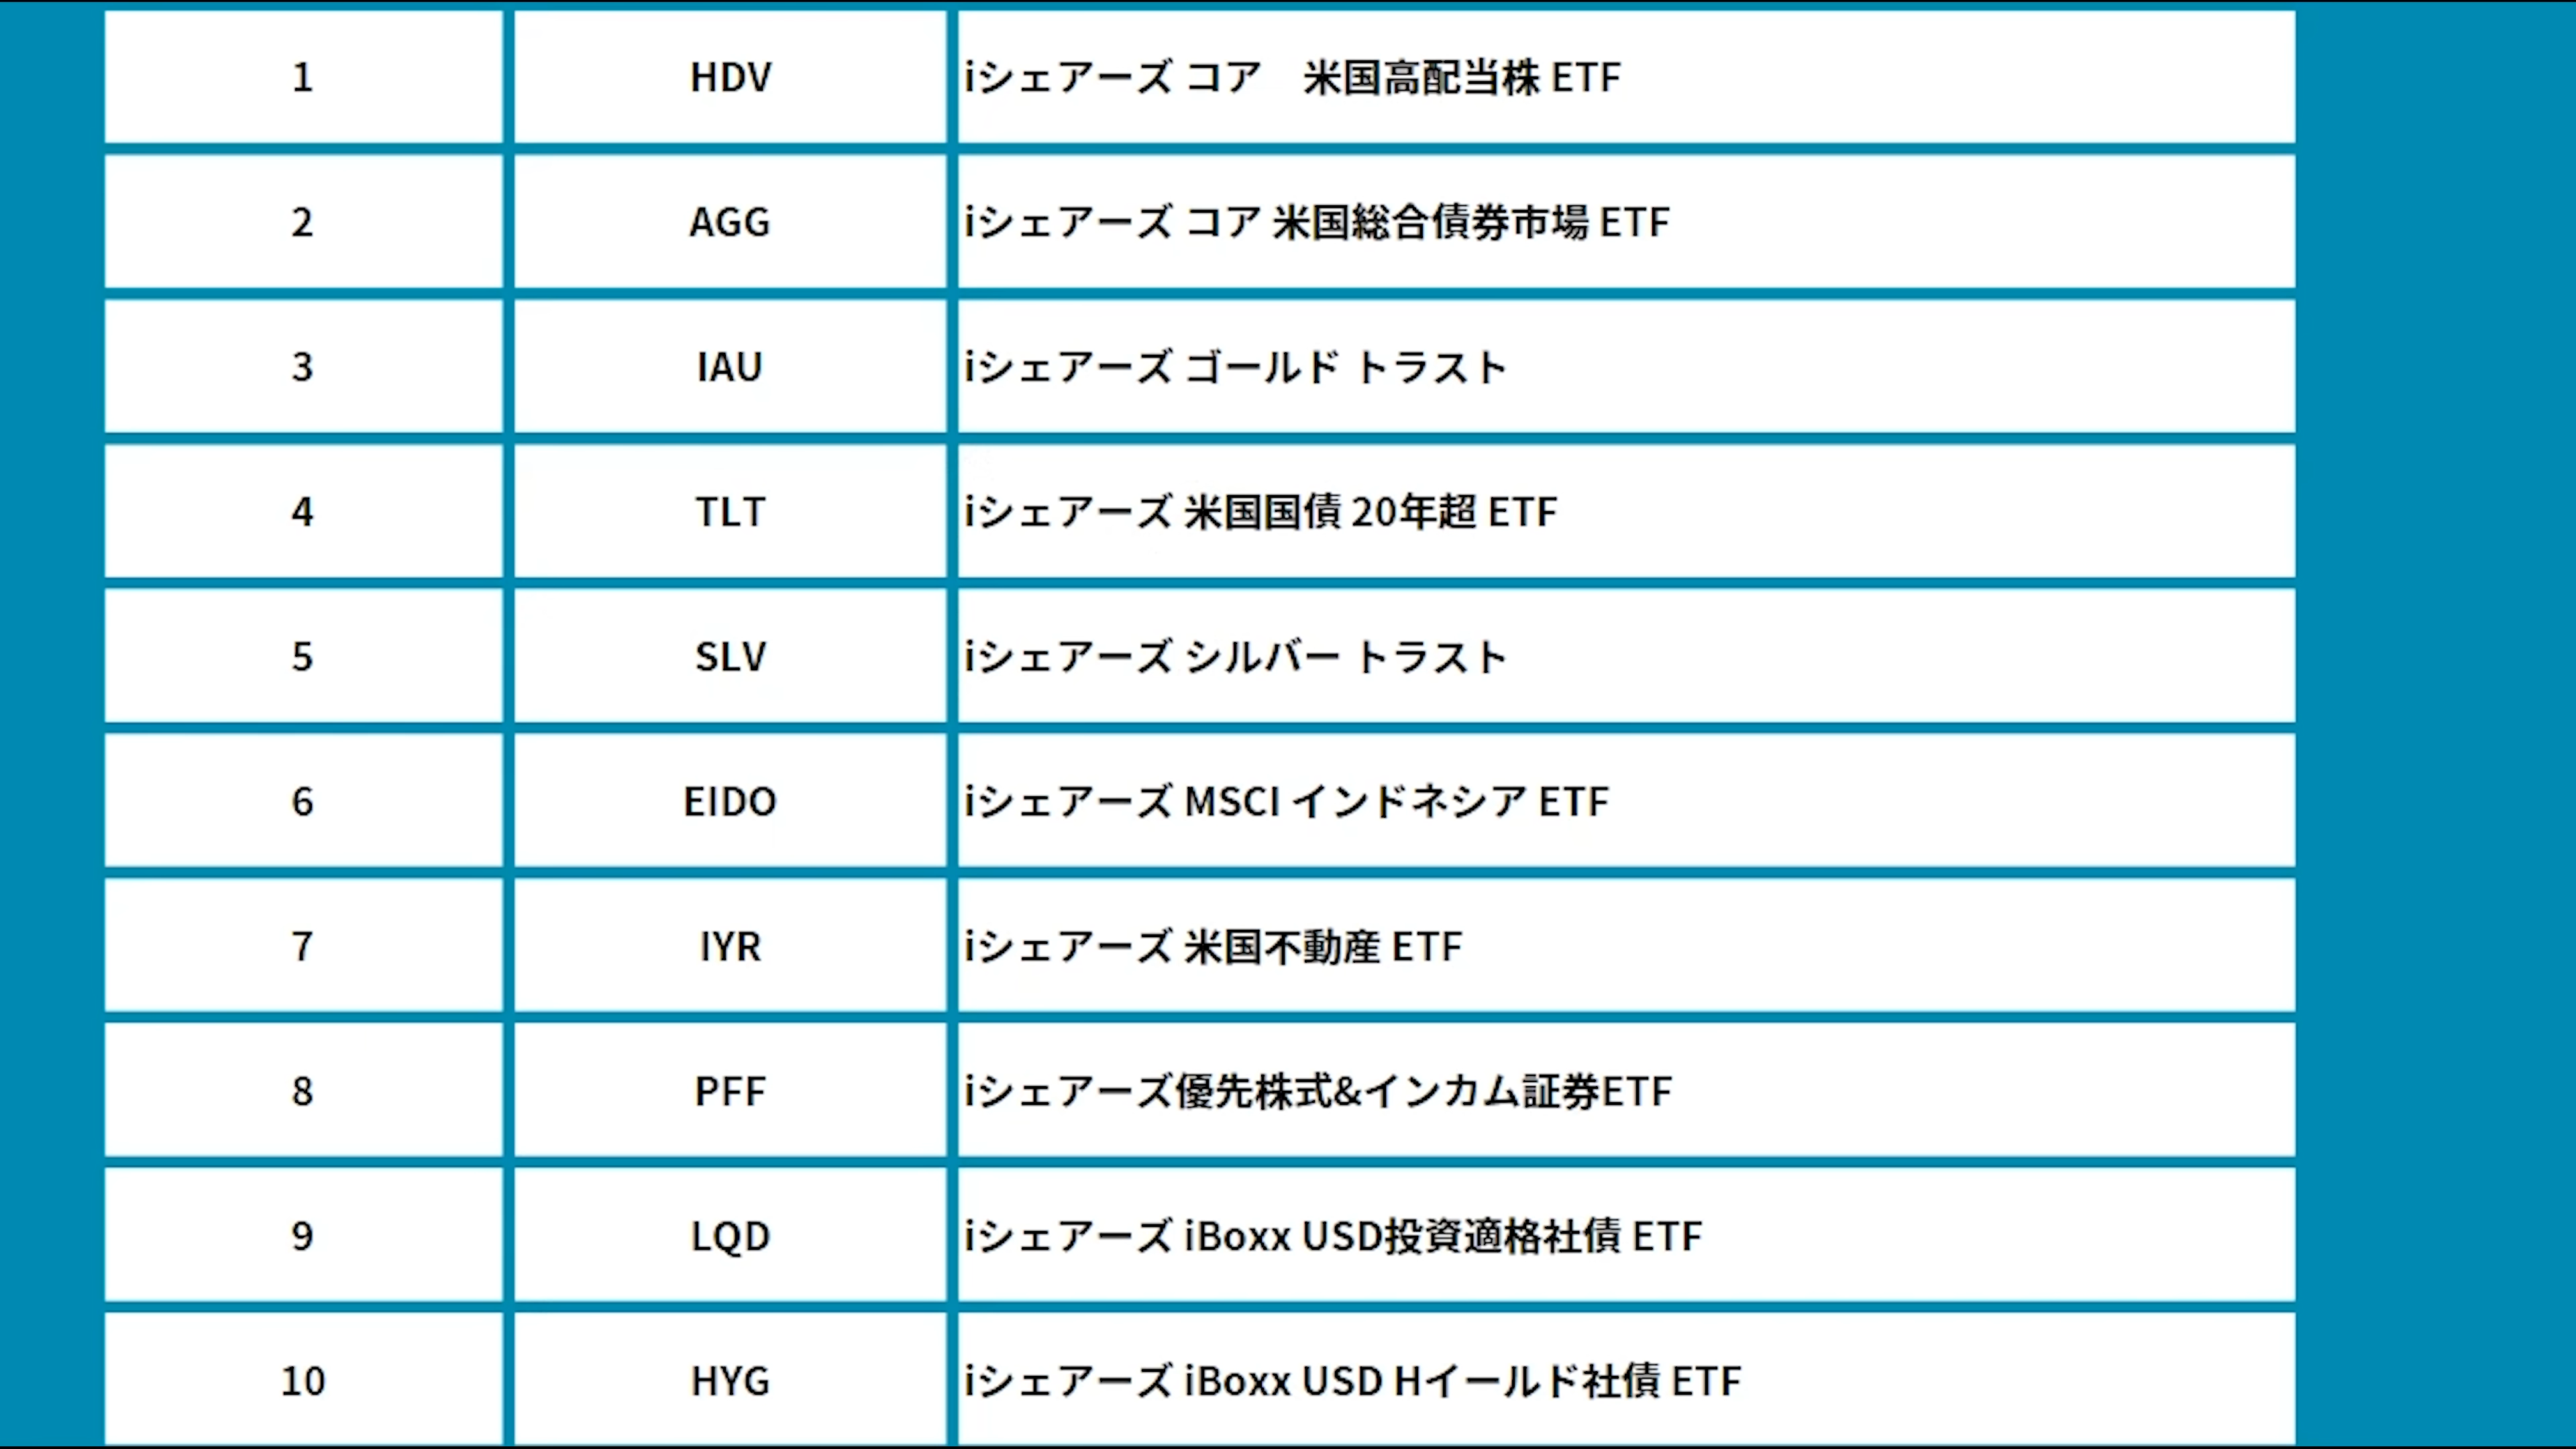 1 HDV iシェアーズ コア　米国高配当株 ETF
2 AGG iシェアーズ コア 米国総合債券市場 ETF
3 IAU iシェアーズ ゴールド トラスト
4 TLT iシェアーズ 米国国債 20年超 ETF
5 SLV iシェアーズ シルバー トラスト
6 EIDO iシェアーズ MSCI インドネシア ETF
7 IYR iシェアーズ 米国不動産 ETF
8 PFF iシェアーズ優先株式&インカム証券ETF
9 LQD iシェアーズ iBoxx USD投資適格社債 ETF
10 HYG iシェアーズ iBoxx USD Hイールド社債 ETF